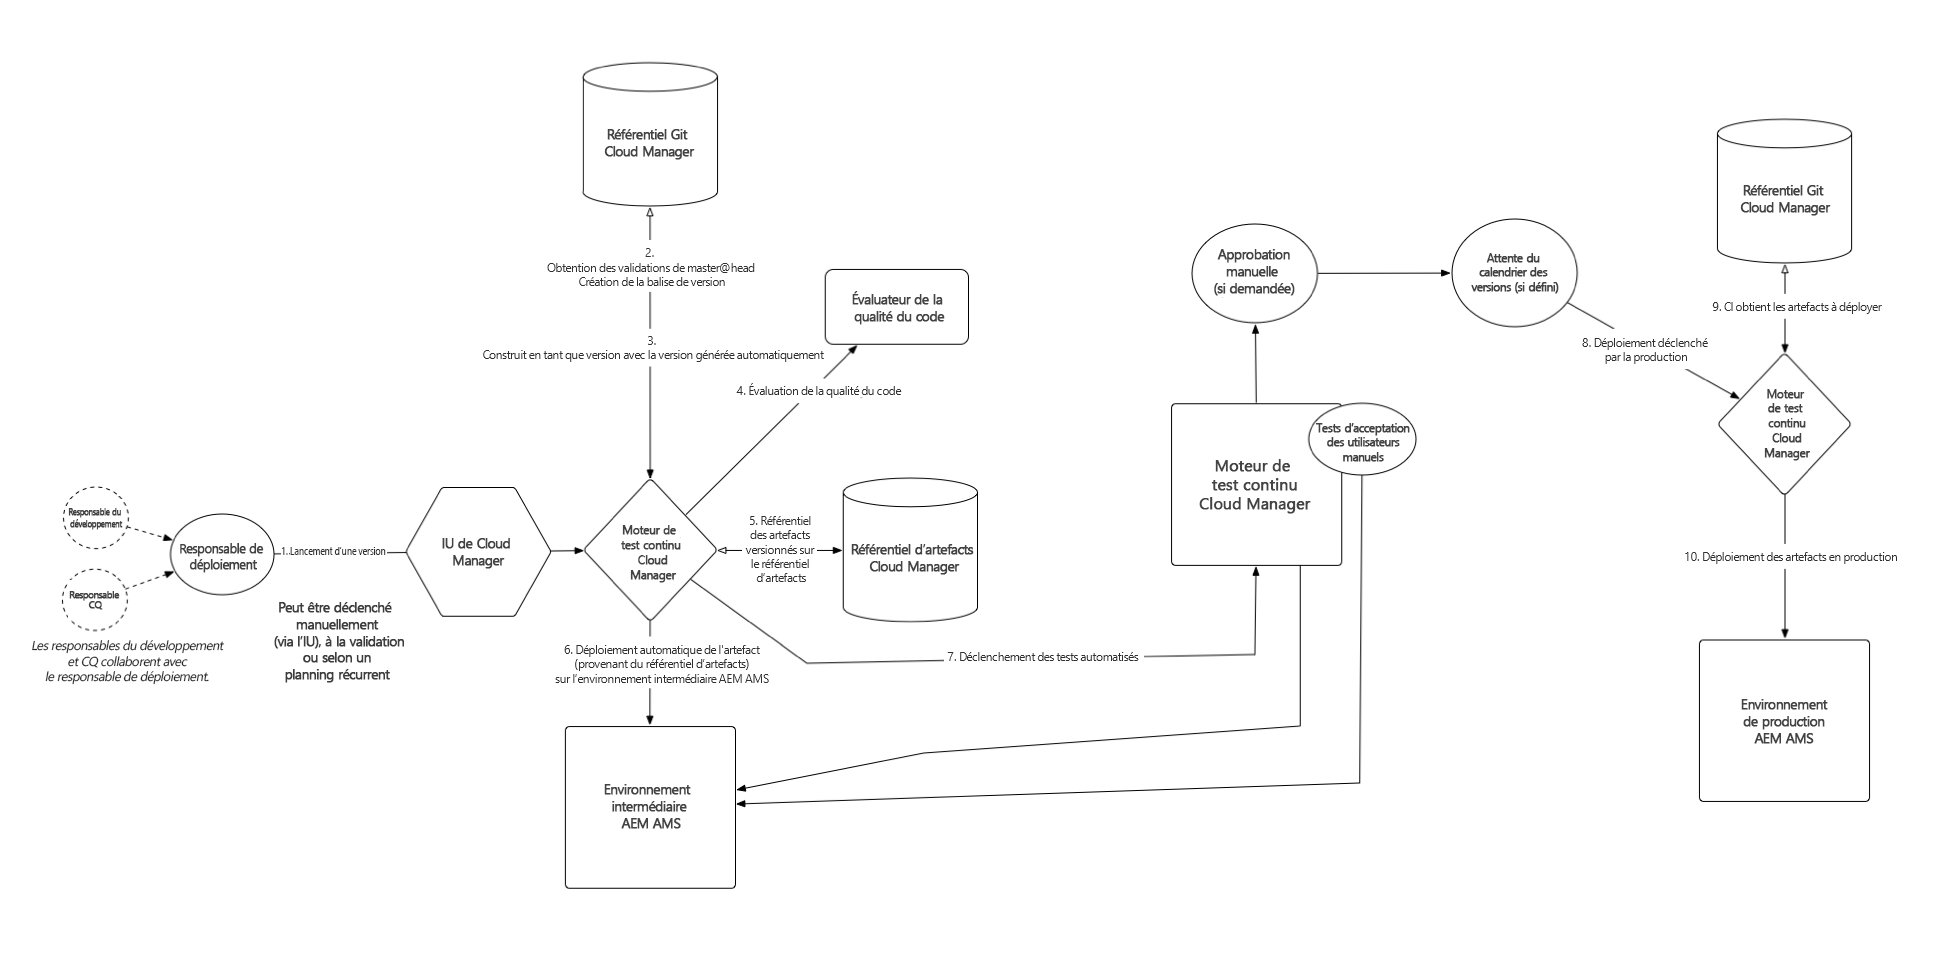 Référentiel Git
Cloud Manager
2.
Obtention des validations de master@head
Création de la balise de version
3.
Construit en tant que version avec la version générée automatiquement
Évaluateur de la
qualité du code
4. Évaluation de la qualité du code
Responsable du
développement
Responsable
CQ
Les responsables du développement
et CQ collaborent avec
le responsable de déploiement.
Responsable de
déploiement
1..Lancement d'une version
Peut être déclenché
manuellement
(via l'IU), à la validation
ou selon un
planning récurrent
IU de Cloud
Manager
Moteur de
test continu
Cloud
Manager
5. Référentiel
des artefacts
versionnés sur
le référentiel
d'artefacts
Référentiel d'artefacts
Cloud Manager
6. Déploiement automatique de l'artefact
(provenant du référentiel d'artefacts)
sur l'environnement intermédiaire AEM AMS
Environnement
intermédiaire
AEM AMS
7. Déclenchement des tests automatisés
Moteur de
test continu
Cloud Manager
Tests d'acceptation
des utilisateurs
manuels
Approbation
manuelle
(si demandée)
Attente du
calendrier des
versions (si défini)
8. Déploiement déclenché
par la production
Référentiel Git
Cloud Manager
9. CI obtient les artefacts à déployer
Moteur
de test
continu
Cloud
Manager
10. Déploiement des artefacts en production
Environnement
de production
AEM AMS